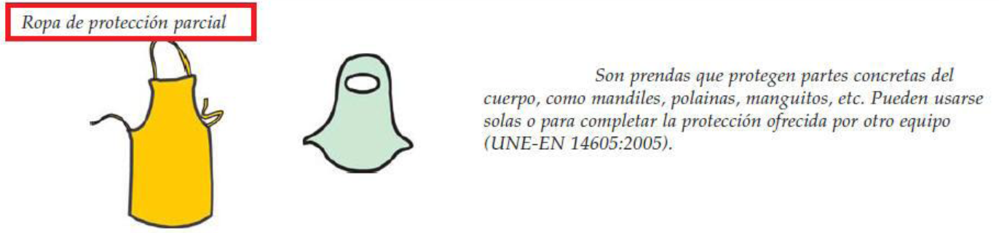 Ropa de protección parcial
Son prendas que protegen partes concretas del
cuerpo, como mandiles, polainas, manguitos, etc. Pueden usarse
solas o para completar la protección ofrecida por otro equipo
(UNE-EN 14605:2005).